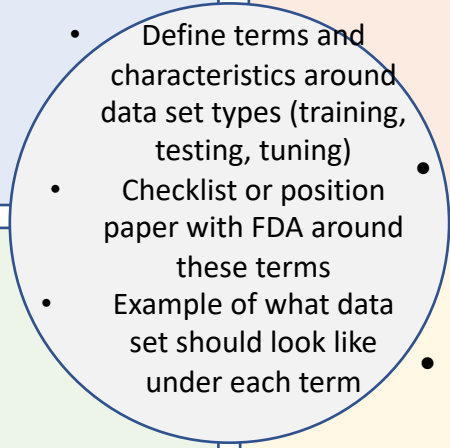 • Define terms and
characteristics around
data set types (training,
testing, tuning)
• Checklist or position
paper with FDA around
these terms
• Example of what data
set should look like
under each term
•
•